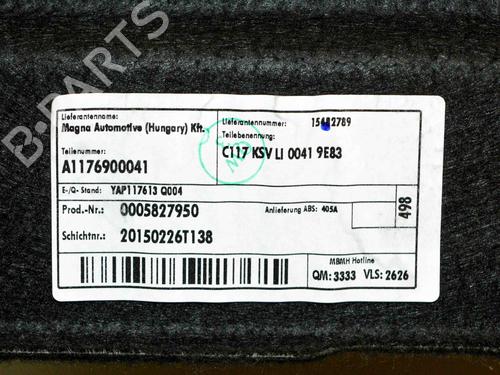 B-PARTS
Lieferantenname:
Magna Automotive (Hungary) Kft.
Lieferantennummer: 15412789
Teilebenennung:
C117 KSV LI 0041 9E83
Teilenummer:
A1176900041
E-/Q- Stand: YAP117613 Q004
Prod.-Nr.: 0005827950
Anlieferung ABS: 405A
498
Schichtnr.: 20150226T138
MBMH Hotline
QM: 3333 VLS: 2626